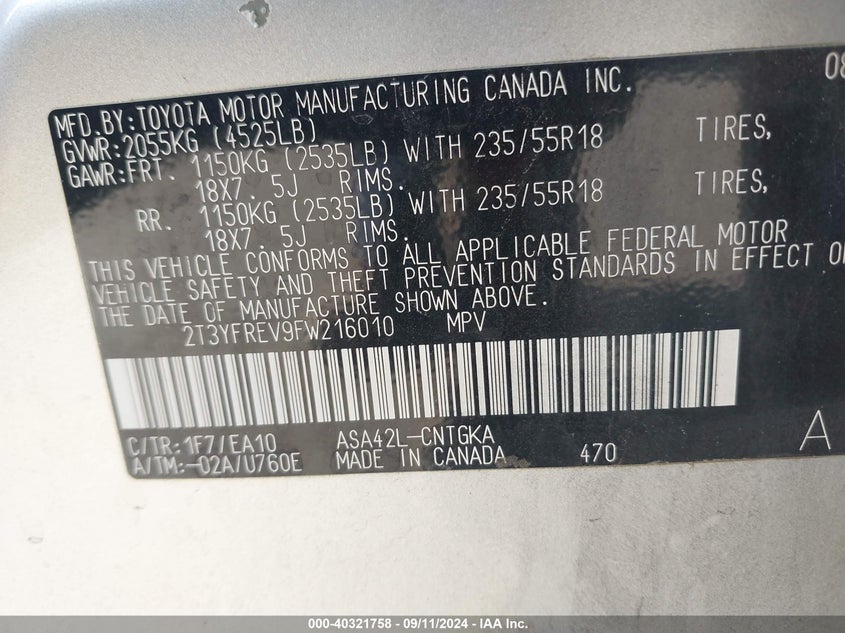 MFD.BY:TOYOTA MOTOR MANUFACTURING CANADA INC. 08
GVWR:2055KG (4525LB)
GAWR:FRT. 1150KG (2535LB) WITH 235/55R18 TIRES,
18X7.5J RIMS.
RR. 1150KG (2535LB) WITH 235/55R18 TIRES,
18X7.5J RIMS.
THIS VEHICLE CONFORMS TO ALL APPLICABLE FEDERAL MOTOR
VEHICLE SAFETY AND THEFT PREVENTION STANDARDS IN EFFECT
THE DATE OF MANUFACTURE SHOWN ABOVE.
2T3YFREV9FW216010 MPV
C/TR:1F7/EA10 ASA42L-CNTGKA A
A/TM:-02A/U760E MADE IN CANADA 470
000-40321758 - 09/11/2024 - IAA Inc.